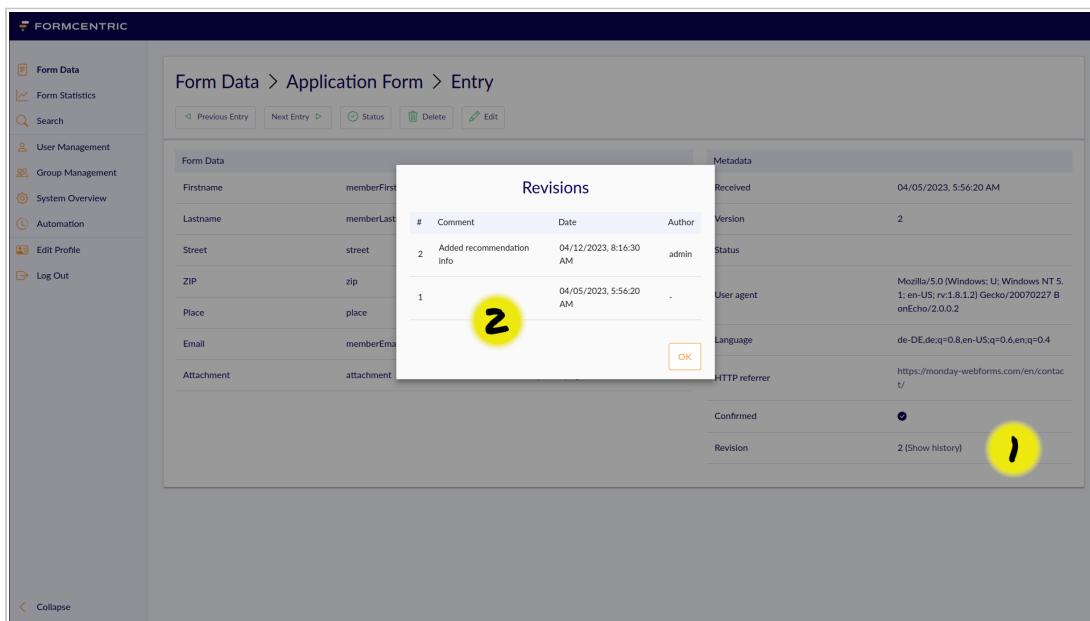 FORMCENTRIC
Form Data
Form Statistics
Search
User Management
Group Management
System Overview
Automation
Edit Profile
Log Out
Collapse
Form Data > Application Form > Entry
Previous Entry
Next Entry
Status
Delete
Edit
Form Data
Firstname memberFirst
Lastname memberLast
Street street
ZIP zip
Place place
Email memberEma
Attachment attachment
Revisions
# Comment Date Author
2 Added recommendation info 04/12/2023, 8:16:30 AM admin
1 04/05/2023, 5:56:20 AM -
2
OK
Metadata
Received 04/05/2023, 5:56:20 AM
Version 2
Status
User agent Mozilla/5.0 (Windows; U; Windows NT 5.
1; en-US; rv:1.8.1.2) Gecko/20070227 B
onEcho/2.0.0.2
Language de-DE,de;q=0.8,en-US;q=0.6,en;q=0.4
HTTP referrer https://monday-webforms.com/en/contac
t/
Confirmed
Revision 2 (Show history)
1